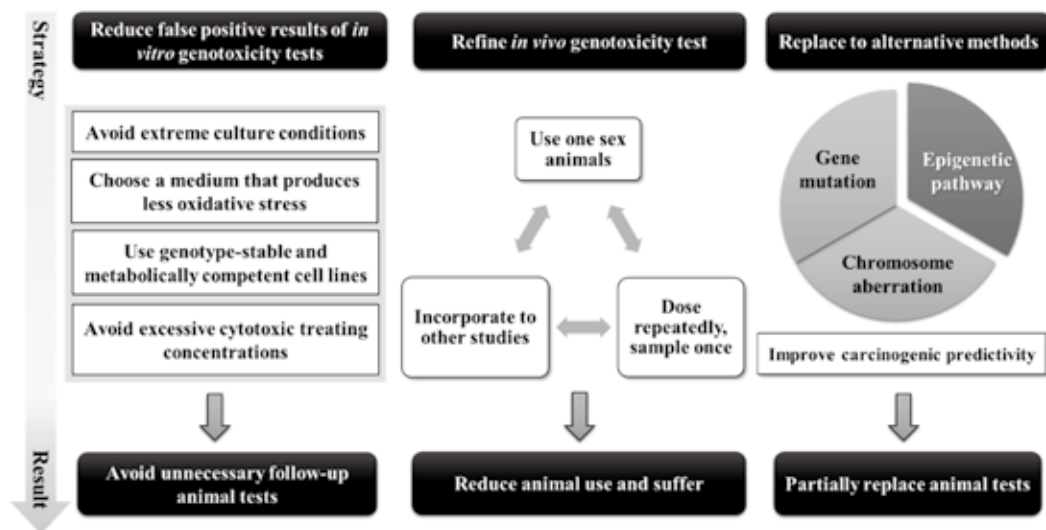 Strategy
Reduce false positive results of in
vitro genotoxicity tests
Refine in vivo genotoxicity test
Replace to alternative methods
Avoid extreme culture conditions
Choose a medium that produces
less oxidative stress
Use genotype-stable and
metabolically competent cell lines
Avoid excessive cytotoxic treating
concentrations
Use one sex
animals
Incorporate to
other studies
Dose
repeatedly,
sample once
Gene
mutation
Epigenetic
pathway
Chromosome
aberration
Improve carcinogenic predictivity
Result
Avoid unnecessary follow-up
animal tests
Reduce animal use and suffer
Partially replace animal tests